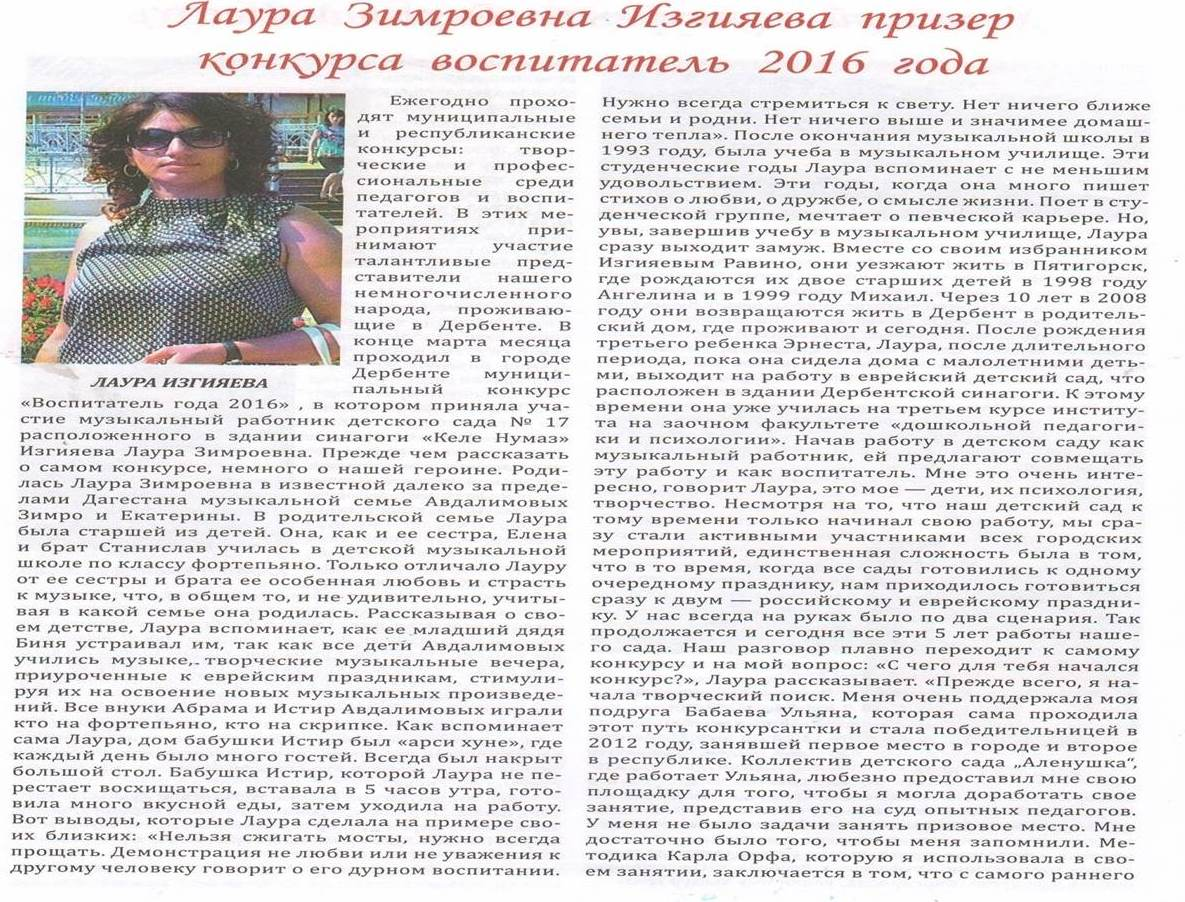 Лаура Зимроевна Изгияева призер
конкурса воспитатель 2016 года
Ежегодно прохо-
дят муниципальные
и республиканские
конкурсы: твор-
ческие и профес-
сиональные среди
педагогов и воспи-
тателей. В этих ме-
роприятиях при-
нимают участие
талантливые пред-
ставители нашего
немногочисленного
народа, проживаю-
щие в Дербенте. В
конце марта месяца
проходил в городе
Дербенте муници-
пальный конкурс
ЛАУРА ИЗГИЯЕВА
«Воспитатель года 2016» , в котором приняла уча-
стие музыкальный работник детского сада № 17
расположенного в здании синагоги «Келе Нумаз»
Изгияева Лаура Зимроевна. Прежде чем рассказать
о самом конкурсе, немного о нашей героине. Роди-
лась Лаура Зимроевна в известной далеко за преде-
лами Дагестана музыкальной семье Авдалимовых
Зимро и Екатерины. В родительской семье Лаура
была старшей из детей. Она, как и ее сестра, Елена
и брат Станислав училась в детской музыкальной
школе по классу фортепьяно. Только отличало Лауру
от ее сестры и брата ее особенная любовь и страсть
к музыке, что, в общем то, и не удивительно, учиты-
вая в какой семье она родилась. Рассказывая о сво-
ем детстве, Лаура вспоминает, как ее младший дядя
Биня устраивал им, так как все дети Авдалимовых
учились музыке,. творческие музыкальные вечера,
приуроченные к еврейским праздникам, стимули-
руя их на освоение новых музыкальных произведе-
ний. Все внуки Абрама и Истир Авдалимовых играли
кто на фортепьяно, кто на скрипке. Как вспоминает
сама Лаура, дом бабушки Истир был «арси хуне», где
каждый день было много гостей. Всегда был накрыт
большой стол. Бабушка Истир, которой Лаура не пе-
рестает восхищаться, вставала в 5 часов утра, гото-
вила много вкусной еды, затем уходила на работу.
Вот выводы, которые Лаура сделала на примере сво-
их близких: «Нельзя сжигать мосты, нужно всегда
прощать. Демонстрация не любви или не уважения к
другому человеку говорит о его дурном воспитании.
Нужно всегда стремиться к свету. Нет ничего ближе
семьи и родни. Нет ничего выше и значимее домаш-
него тепла». После окончания музыкальной школы в
1993 году, была учеба в музыкальном училище. Эти
студенческие годы Лаура вспоминает с не меньшим
удовольствием. Эти годы, когда она много пишет
стихов о любви, о дружбе, о смысле жизни. Поет в сту-
денческой группе, мечтает о певческой карьере. Но,
увы, завершив учебу в музыкальном училище, Лаура
сразу выходит замуж. Вместе со своим избранником
Изгияевым Равино, они уезжают жить в Пятигорск,
где рождаются их двое старших детей в 1998 году
Ангелина и в 1999 году Михаил. Через 10 лет в 2008
году они возвращаются жить в Дербент в родитель-
ский дом, где проживают и сегодня. После рождения
третьего ребенка Эрнеста, Лаура, после длительного
периода, пока она сидела дома с малолетними деть-
ми, выходит на работу в еврейский детский сад, что
расположен в здании Дербентской синагоги. К этому
времени она уже училась на третьем курсе институ-
та на заочном факультете «дошкольной педагоги-
ки и психологии». Начав работу в детском саду как
музыкальный работник, ей предлагают совмещать
эту работу и как воспитатель. Мне это очень инте-
ресно, говорит Лаура, это мое — дети, их психология,
творчество. Несмотря на то, что наш детский сад к
тому времени только начинал свою работу, мы сра-
зу стали активными участниками всех городских
мероприятий, единственная сложность была в том,
что в то время, когда все сады готовились к одному
очередному празднику, нам приходилось готовиться
сразу к двум — российскому и еврейскому праздни-
ку. У нас всегда на руках было по два сценария. Так
продолжается и сегодня все эти 5 лет работы наше-
го сада. Наш разговор плавно переходит к самому
конкурсу и на мой вопрос: «С чего для тебя начался
конкурс?», Лаура рассказывает. «Прежде всего, я на-
чала творческий поиск. Меня очень поддержала моя
подруга Бабаева Ульяна, которая сама проходила
этот путь конкурсантки и стала победительницей в
2012 году, занявшей первое место в городе и второе
в республике. Коллектив детского сада „Аленушка“,
где работает Ульяна, любезно предоставил мне свою
площадку для того, чтобы я могла доработать свое
занятие, представив его на суд опытных педагогов.
У меня не было задачи занять призовое место. Мне
достаточно было того, чтобы меня запомнили. Ме-
тодика Карла Орфа, которую я использовала в сво-
ем занятии, заключается в том, что с самого раннего